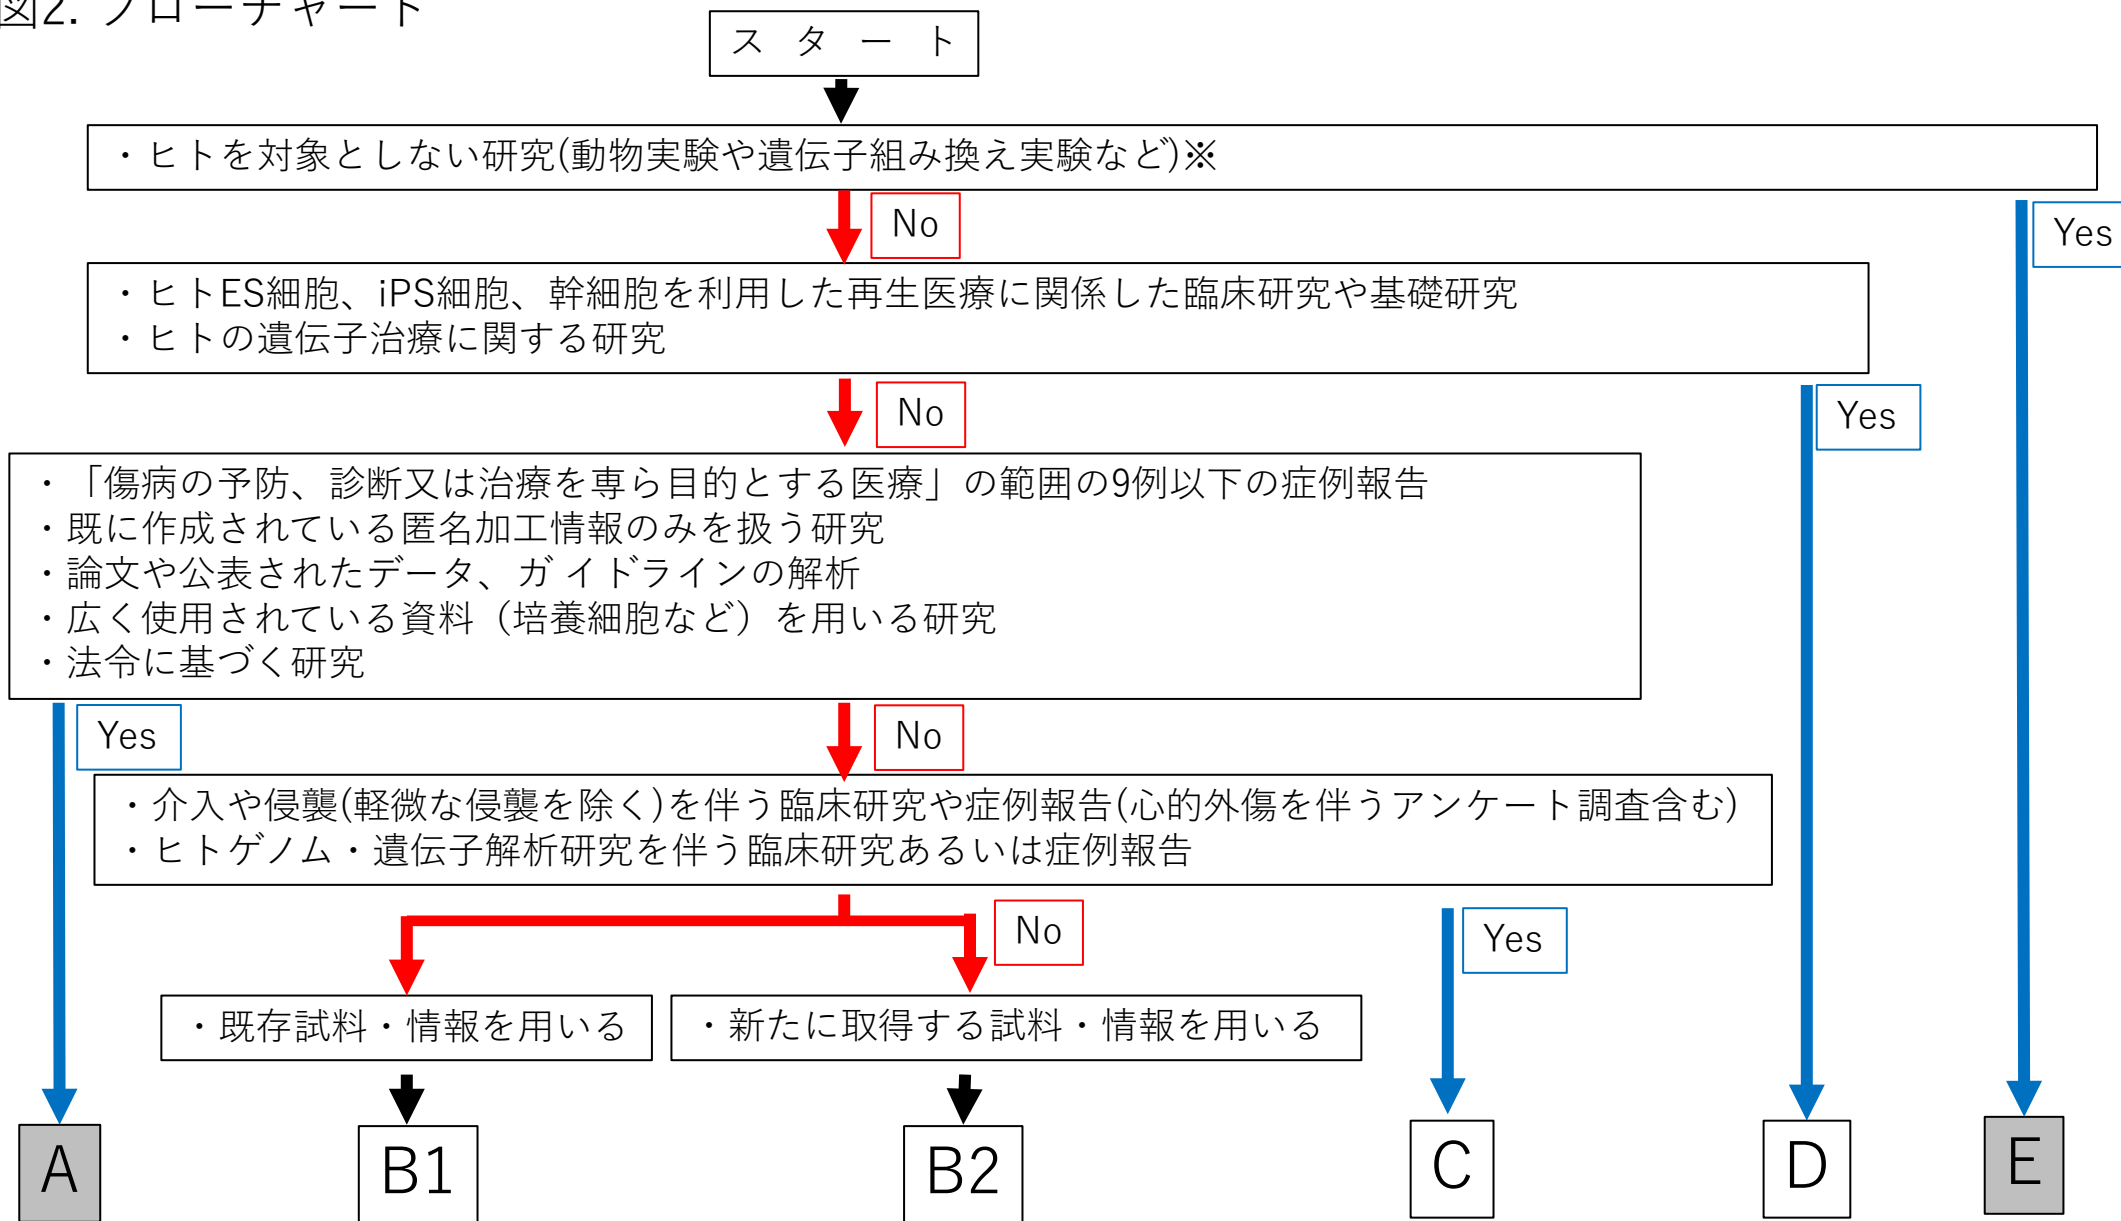 図2. フローチャート
スタート
・ヒトを対象としない研究(動物実験や遺伝子組み換え実験など)※
No
Yes
・ヒトES細胞、iPS細胞、幹細胞を利用した再生医療に関係した臨床研究や基礎研究
・ヒトの遺伝子治療に関する研究
No
Yes
・「傷病の予防、診断又は治療を専ら目的とする医療」の範囲の9例以下の症例報告
・既に作成されている匿名加工情報のみを扱う研究
・論文や公表されたデータ、ガイドラインの解析
・広く使用されている資料（培養細胞など）を用いる研究
・法令に基づく研究
Yes
No
・介入や侵襲(軽微な侵襲を除く)を伴う臨床研究や症例報告(心的外傷を伴うアンケート調査含む)
・ヒトゲノム・遺伝子解析研究を伴う臨床研究あるいは症例報告
No
Yes
・既存試料・情報を用いる
・新たに取得する試料・情報を用いる
A
B1
B2
C
D
E